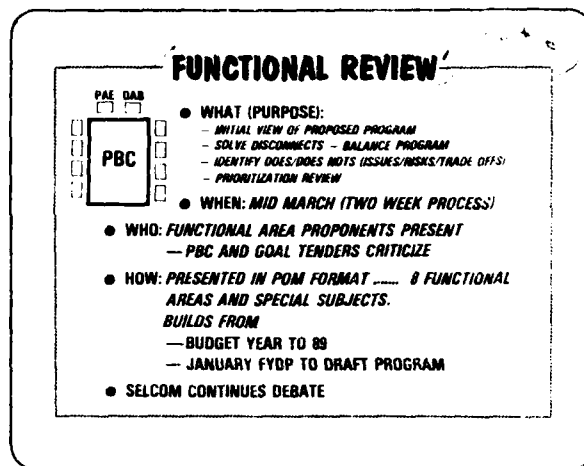 FUNCTIONAL REVIEW
PAE DAB
PBC
● WHAT (PURPOSE):
– INITIAL VIEW OF PROPOSED PROGRAM
– SOLVE DISCONNECTS – BALANCE PROGRAM
– IDENTIFY DOES/DOES NOTS (ISSUES/RISKS/TRADE OFFS)
– PRIORITIZATION REVIEW
● WHEN: MID MARCH (TWO WEEK PROCESS)
● WHO: FUNCTIONAL AREA PROPONENTS PRESENT
— PBC AND GOAL TENDERS CRITICIZE
● HOW: PRESENTED IN POM FORMAT ...... 8 FUNCTIONAL
AREAS AND SPECIAL SUBJECTS.
BUILDS FROM
— BUDGET YEAR TO 89
— JANUARY FYDP TO DRAFT PROGRAM
● SELCOM CONTINUES DEBATE